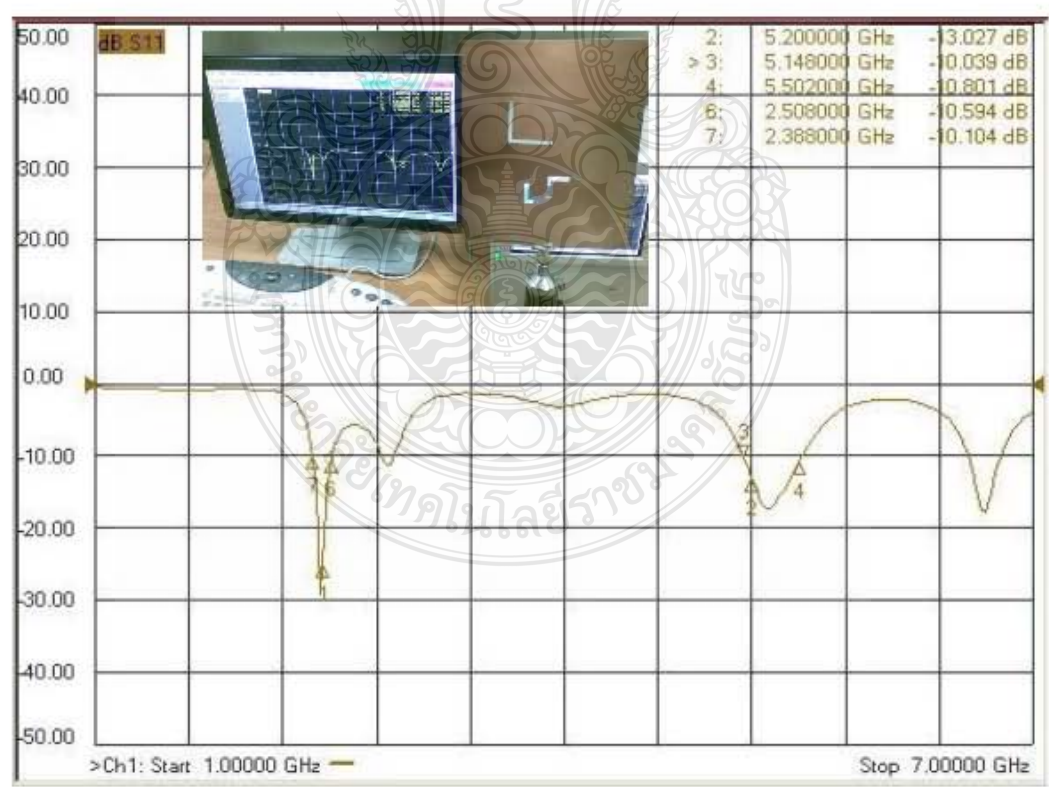 50.00
dB S11
2: 5.200000 GHz -13.027 dB
> 3: 5.148000 GHz -10.039 dB
4: 5.502000 GHz -10.801 dB
6: 2.508000 GHz -10.594 dB
7: 2.388000 GHz -10.104 dB
40.00
30.00
20.00
10.00
0.00
-10.00
-20.00
-30.00
-40.00
-50.00
3
7
6
2
4
1
>Ch1: Start 1.00000 GHz
Stop 7.00000 GHz